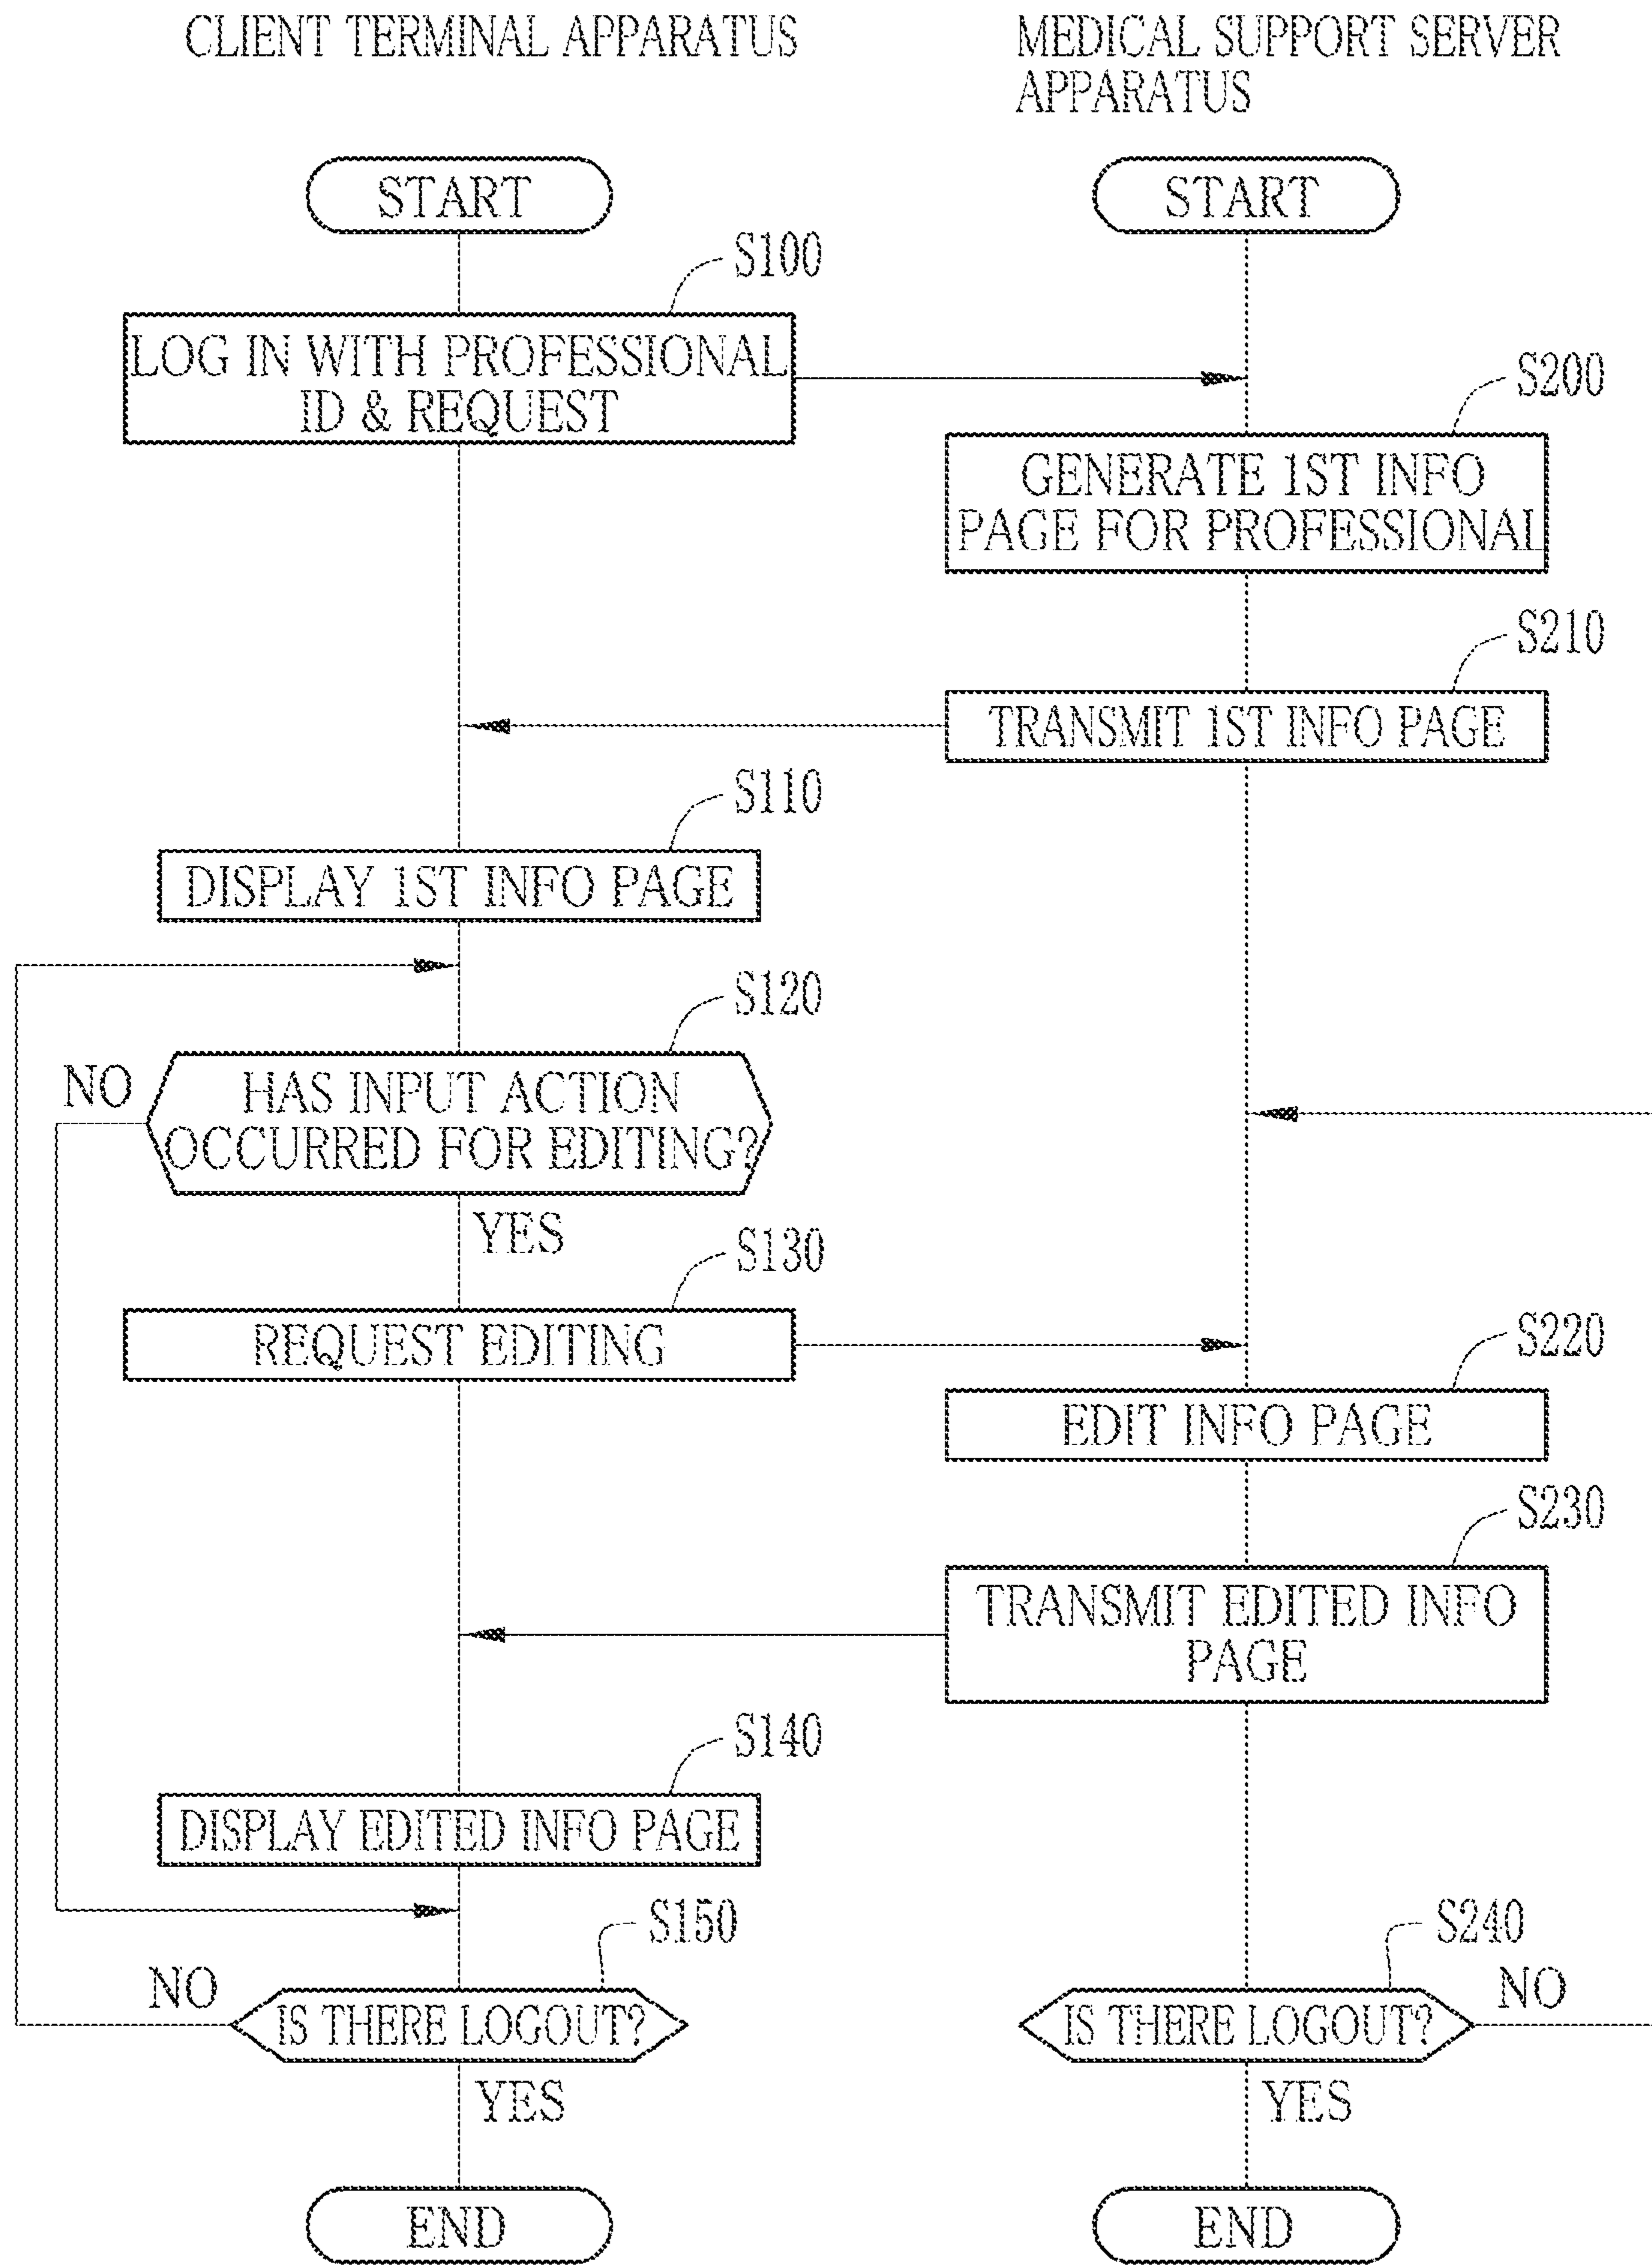 CLIENT TERMINAL APPARATUS
MEDICAL SUPPORT SERVER
APPARATUS
START
START
S100
LOG IN WITH PROFESSIONAL
ID & REQUEST
S200
GENERATE 1ST INFO
PAGE FOR PROFESSIONAL
S210
TRANSMIT 1ST INFO PAGE
S110
DISPLAY 1ST INFO PAGE
S120
NO
HAS INPUT ACTION
OCCURRED FOR EDITING?
YES
S130
REQUEST EDITING
S220
EDIT INFO PAGE
S230
TRANSMIT EDITED INFO
PAGE
S140
DISPLAY EDITED INFO PAGE
S150
NO
IS THERE LOGOUT?
YES
S240
IS THERE LOGOUT?
NO
YES
END
END